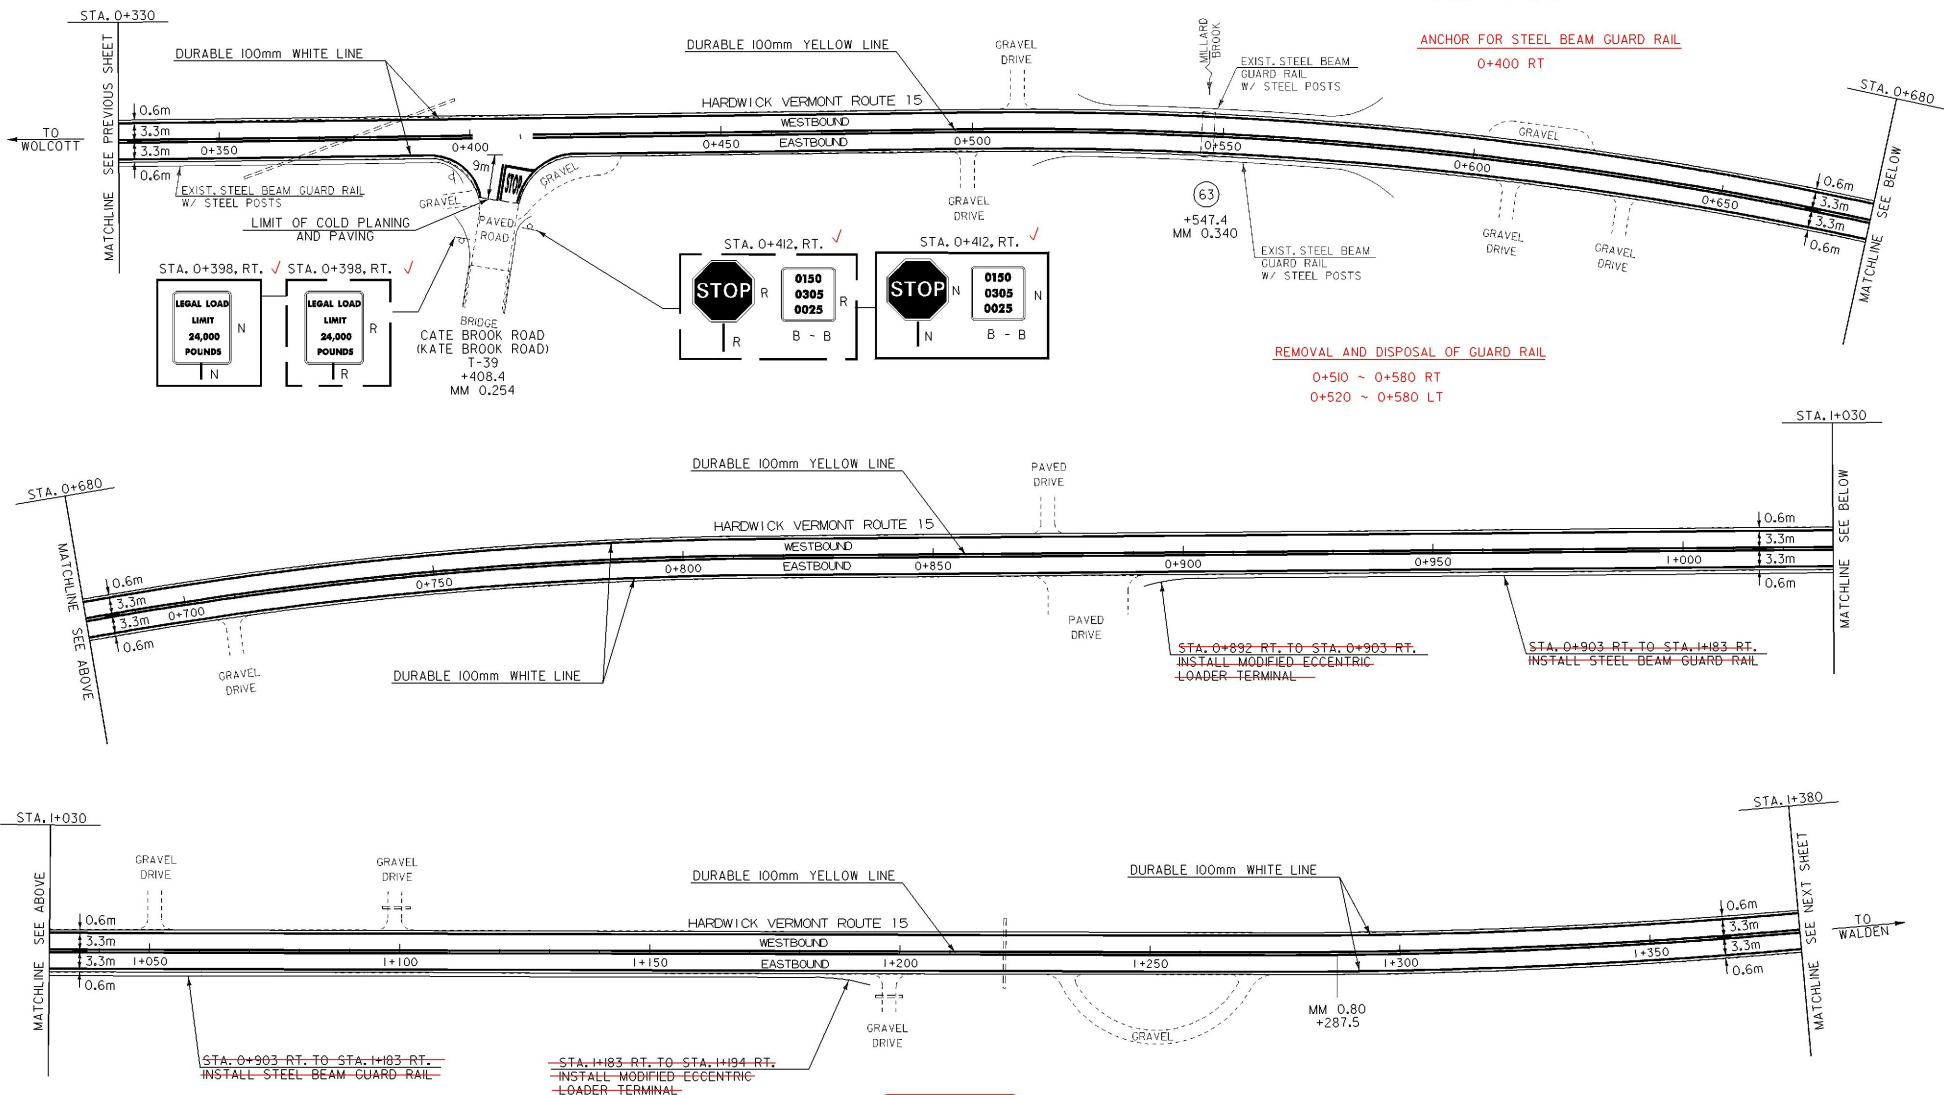 STA. 0+330
MATCHLINE SEE PREVIOUS SHEET
TO
WOLCOTT
DURABLE 100mm WHITE LINE
DURABLE 100mm YELLOW LINE
GRAVEL
DRIVE
MILLARD
BROOK
EXIST. STEEL BEAM
GUARD RAIL
W/ STEEL POSTS
ANCHOR FOR STEEL BEAM GUARD RAIL
0+400 RT
STA. 0+680
MATCHLINE SEE BELOW
HARDWICK VERMONT ROUTE 15
WESTBOUND
EASTBOUND
0.6m
3.3m
3.3m
0.6m
0+350
0+400
0+450
0+500
0+550
0+600
0+650
GRAVEL
0.6m
3.3m
3.3m
0.6m
9m
STOP
GRAVEL
GRAVEL
EXIST. STEEL BEAM GUARD RAIL
W/ STEEL POSTS
LIMIT OF COLD PLANING
AND PAVING
PAVED
ROAD
GRAVEL
DRIVE
63
+547.4
MM 0.340
EXIST. STEEL BEAM
GUARD RAIL
W/ STEEL POSTS
GRAVEL
DRIVE
GRAVEL
DRIVE
STA. 0+398, RT. ✓
LEGAL LOAD
LIMIT
24,000
POUNDS
N
N
STA. 0+398, RT. ✓
LEGAL LOAD
LIMIT
24,000
POUNDS
R
R
BRIDGE
CATE BROOK ROAD
(KATE BROOK ROAD)
T-39
+408.4
MM 0.254
STA. 0+412, RT. ✓
STOP
R
R
0150
0305
0025
R
B - B
STA. 0+412, RT. ✓
STOP
N
N
0150
0305
0025
N
B - B
REMOVAL AND DISPOSAL OF GUARD RAIL
0+510 ~ 0+580 RT
0+520 ~ 0+580 LT
STA. 0+680
MATCHLINE SEE ABOVE
DURABLE 100mm YELLOW LINE
PAVED
DRIVE
STA. 1+030
MATCHLINE SEE BELOW
HARDWICK VERMONT ROUTE 15
WESTBOUND
EASTBOUND
0.6m
3.3m
3.3m
0.6m
0+700
0+750
0+800
0+850
0+900
0+950
1+000
0.6m
3.3m
3.3m
0.6m
GRAVEL
DRIVE
DURABLE 100mm WHITE LINE
PAVED
DRIVE
STA. 0+892 RT. TO STA. 0+903 RT.
INSTALL MODIFIED ECCENTRIC
LOADER TERMINAL
STA. 0+903 RT. TO STA. 1+183 RT.
INSTALL STEEL BEAM GUARD RAIL
STA. 1+030
MATCHLINE SEE ABOVE
GRAVEL
DRIVE
GRAVEL
DRIVE
DURABLE 100mm YELLOW LINE
DURABLE 100mm WHITE LINE
STA. 1+380
MATCHLINE SEE NEXT SHEET
TO
WALDEN
HARDWICK VERMONT ROUTE 15
WESTBOUND
EASTBOUND
0.6m
3.3m
3.3m
0.6m
1+050
1+100
1+150
1+200
1+250
1+300
1+350
0.6m
3.3m
3.3m
0.6m
GRAVEL
DRIVE
GRAVEL
MM 0.80
+287.5
STA. 0+903 RT. TO STA. 1+183 RT.
INSTALL STEEL BEAM GUARD RAIL
STA. 1+183 RT. TO STA. 1+194 RT.
INSTALL MODIFIED ECCENTRIC
LOADER TERMINAL